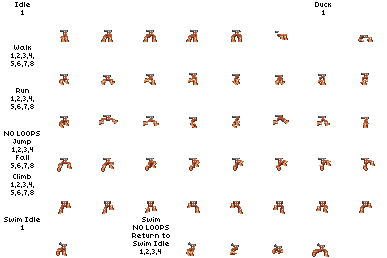 Idle
1
Duck
1
Walk
1,2,3,4,
5,6,7,8
Run
1,2,3,4,
5,6,7,8
NO LOOPS
Jump
1,2,3,4
Fall
5,6,7,8
Climb
1,2,3,4,
5,6,7,8
Swim Idle
1
Swim
NO LOOPS
Return to
Swim Idle
1,2,3,4